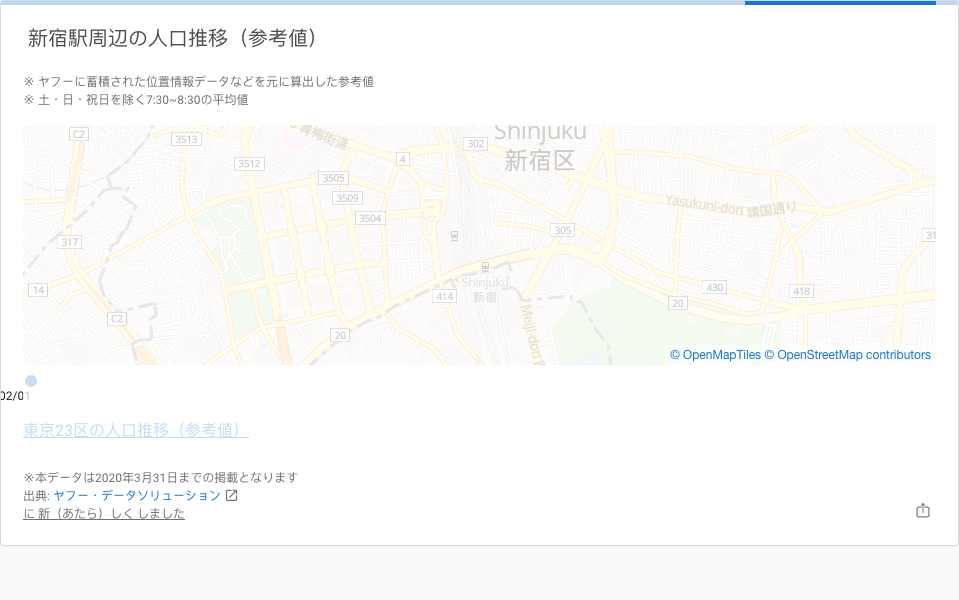 新宿駅周辺の人口推移（参考値）
※ ヤフーに蓄積された位置情報データなどを元に算出した参考値
※ 土・日・祝日を除く7:30~8:30の平均値
C2
3513
青梅街道
302
Shinjuku
新宿区
4
3512
3505
3509
3504
Yasukuni-dori 靖国通り
305
317
31
14
Shinjuku
新宿
414
430
418
20
C2
20
Meiji-dori
© OpenMapTiles © OpenStreetMap contributors
02/01
東京23区の人口推移（参考値）
※本データは2020年3月31日までの掲載となります
出典: ヤフー・データソリューション
に 新（あたら）しく しました